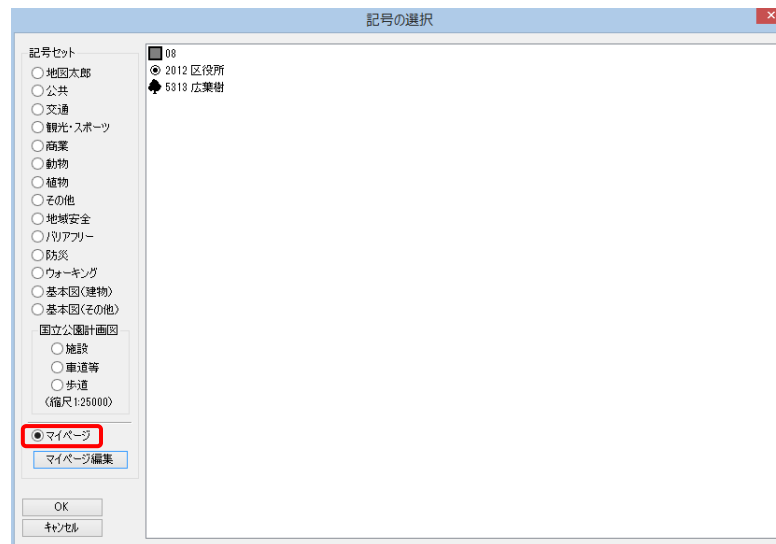 記号の選択
記号セット
地図太郎
公共
交通
観光・スポーツ
商業
動物
植物
その他
地域安全
バリアフリー
防災
ウォーキング
基本図(建物)
基本図(その他)
国立公園計画図
施設
車道等
歩道
(縮尺1:25000)
マイページ
マイページ編集
OK
キャンセル
08
2012 区役所
5313 広葉樹